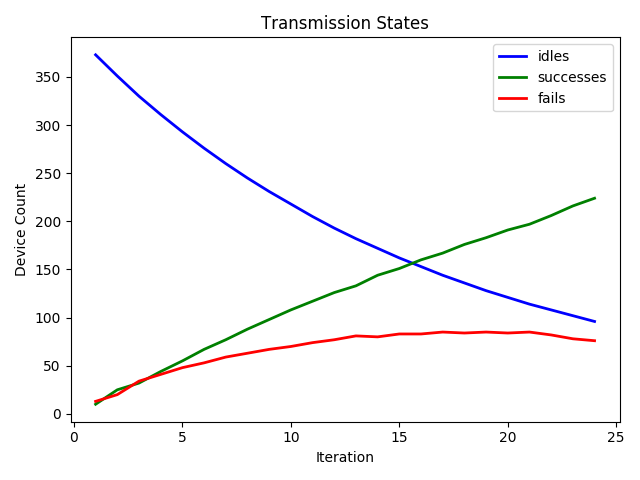 Transmission States
idles
successes
fails
Device Count
350
300
250
200
150
100
50
0
0 5 10 15 20 25
Iteration